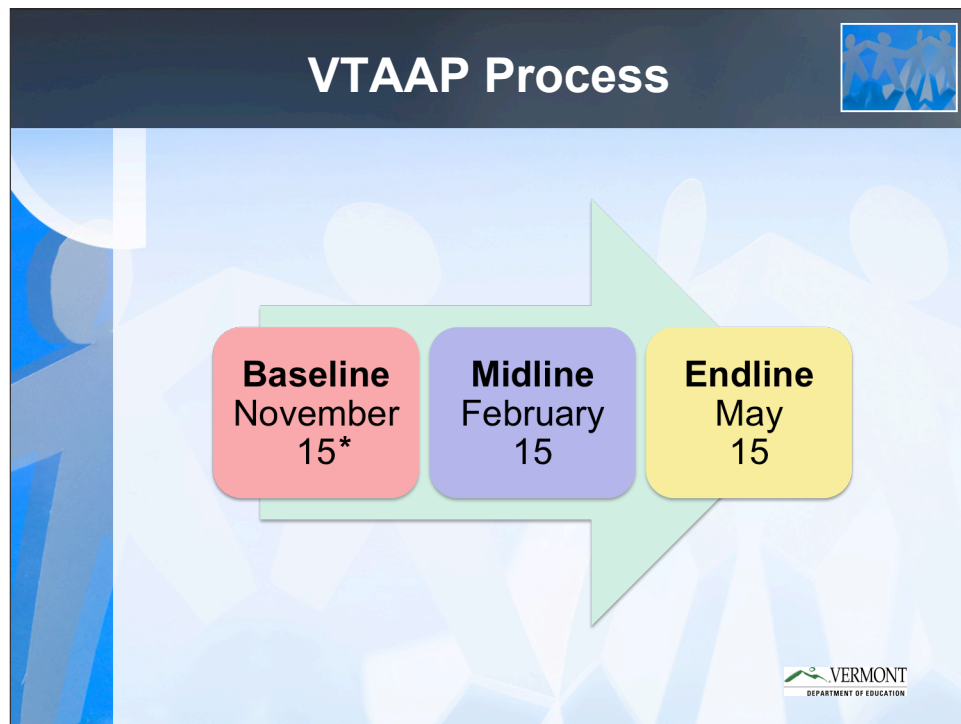 VTAAP Process
Baseline
November
15*
Midline
February
15
Endline
May
15
VERMONT
DEPARTMENT OF EDUCATION